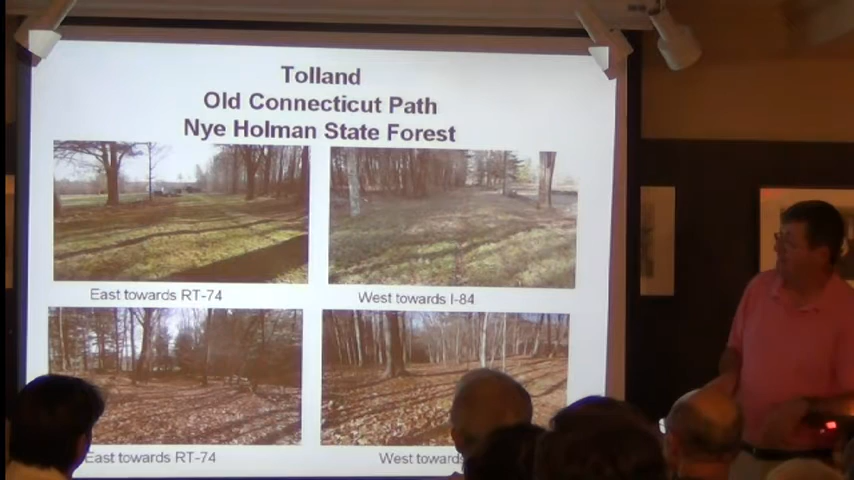 Tolland
Old Connecticut Path
Nye Holman State Forest
East towards RT-74
West towards I-84
East towards RT-74
West towards